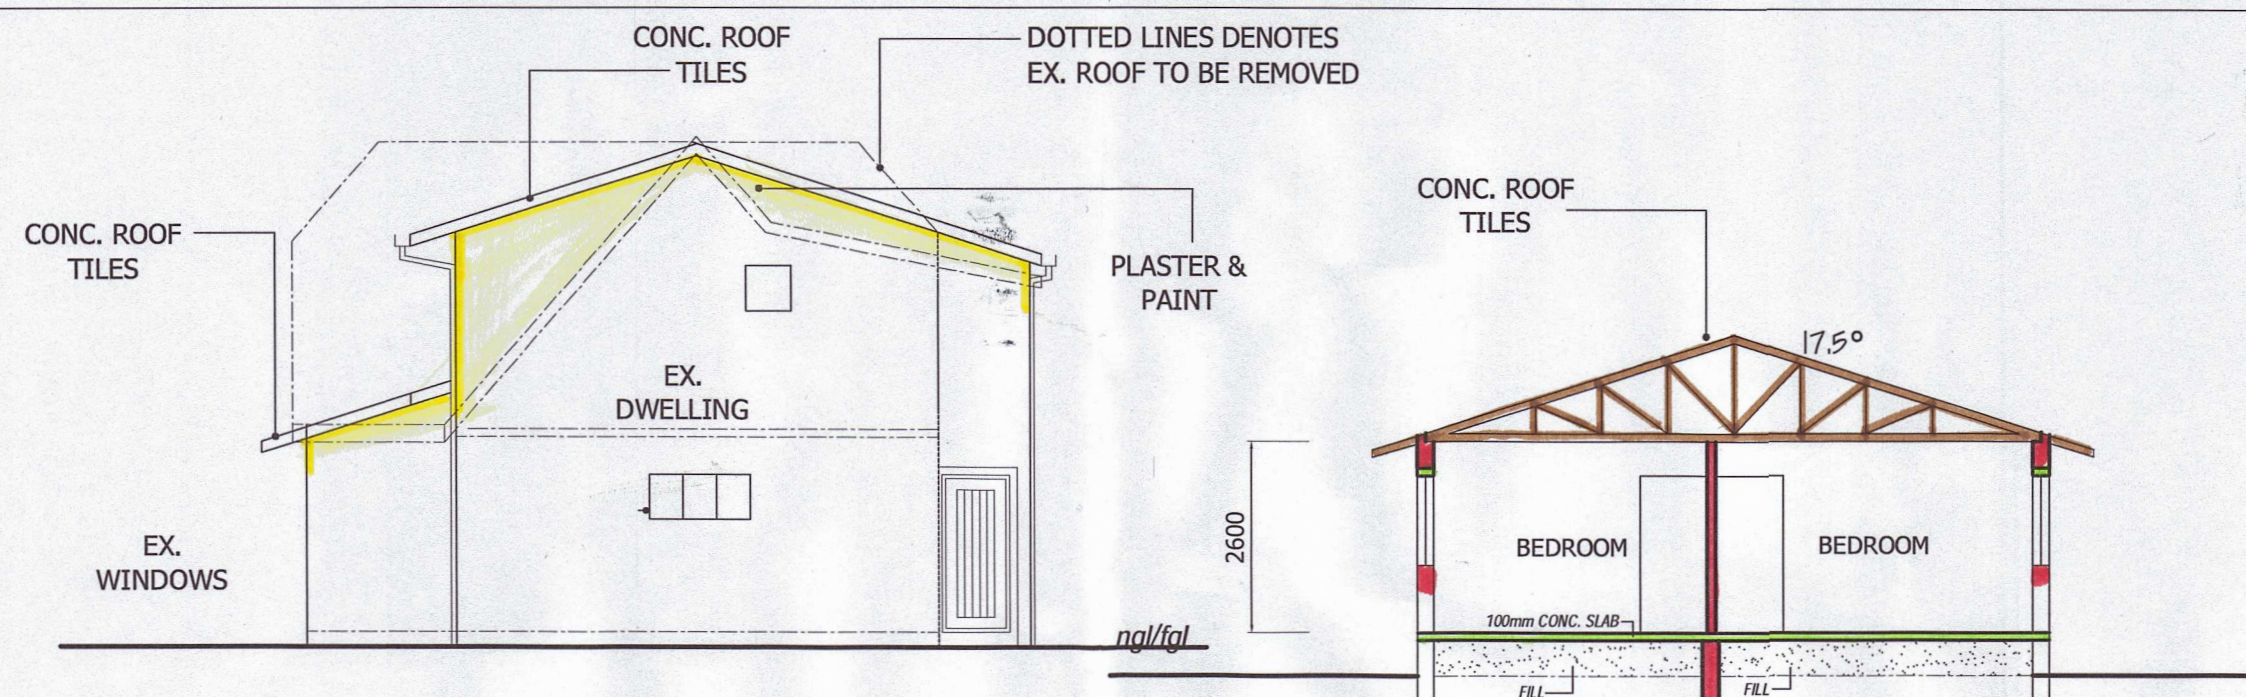 CONC. ROOF
TILES
DOTTED LINES DENOTES
EX. ROOF TO BE REMOVED
CONC. ROOF
TILES
CONC. ROOF
TILES
PLASTER &
PAINT
17.5°
EX.
DWELLING
2600
EX.
WINDOWS
BEDROOM
BEDROOM
100mm CONC. SLAB
ngl/fgl
FILL
FILL